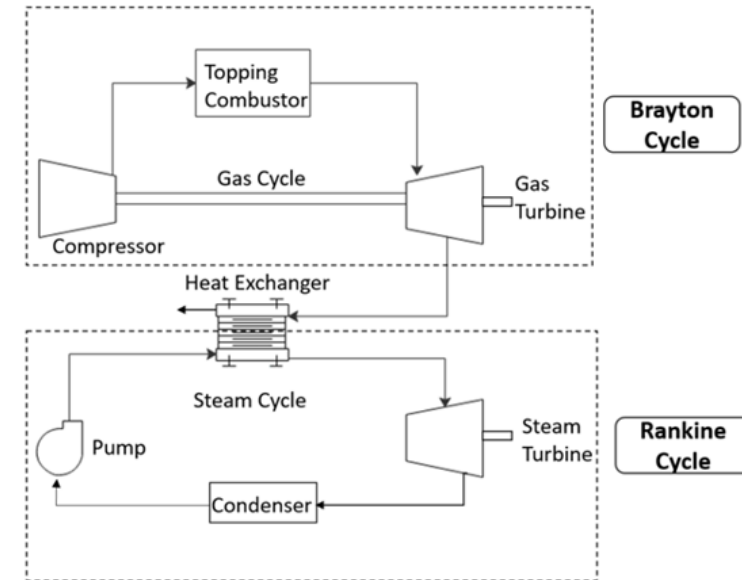 Topping
Combustor
Brayton
Cycle
Gas Cycle
Gas
Turbine
Compressor
Heat Exchanger
Steam Cycle
Pump
Steam
Turbine
Rankine
Cycle
Condenser